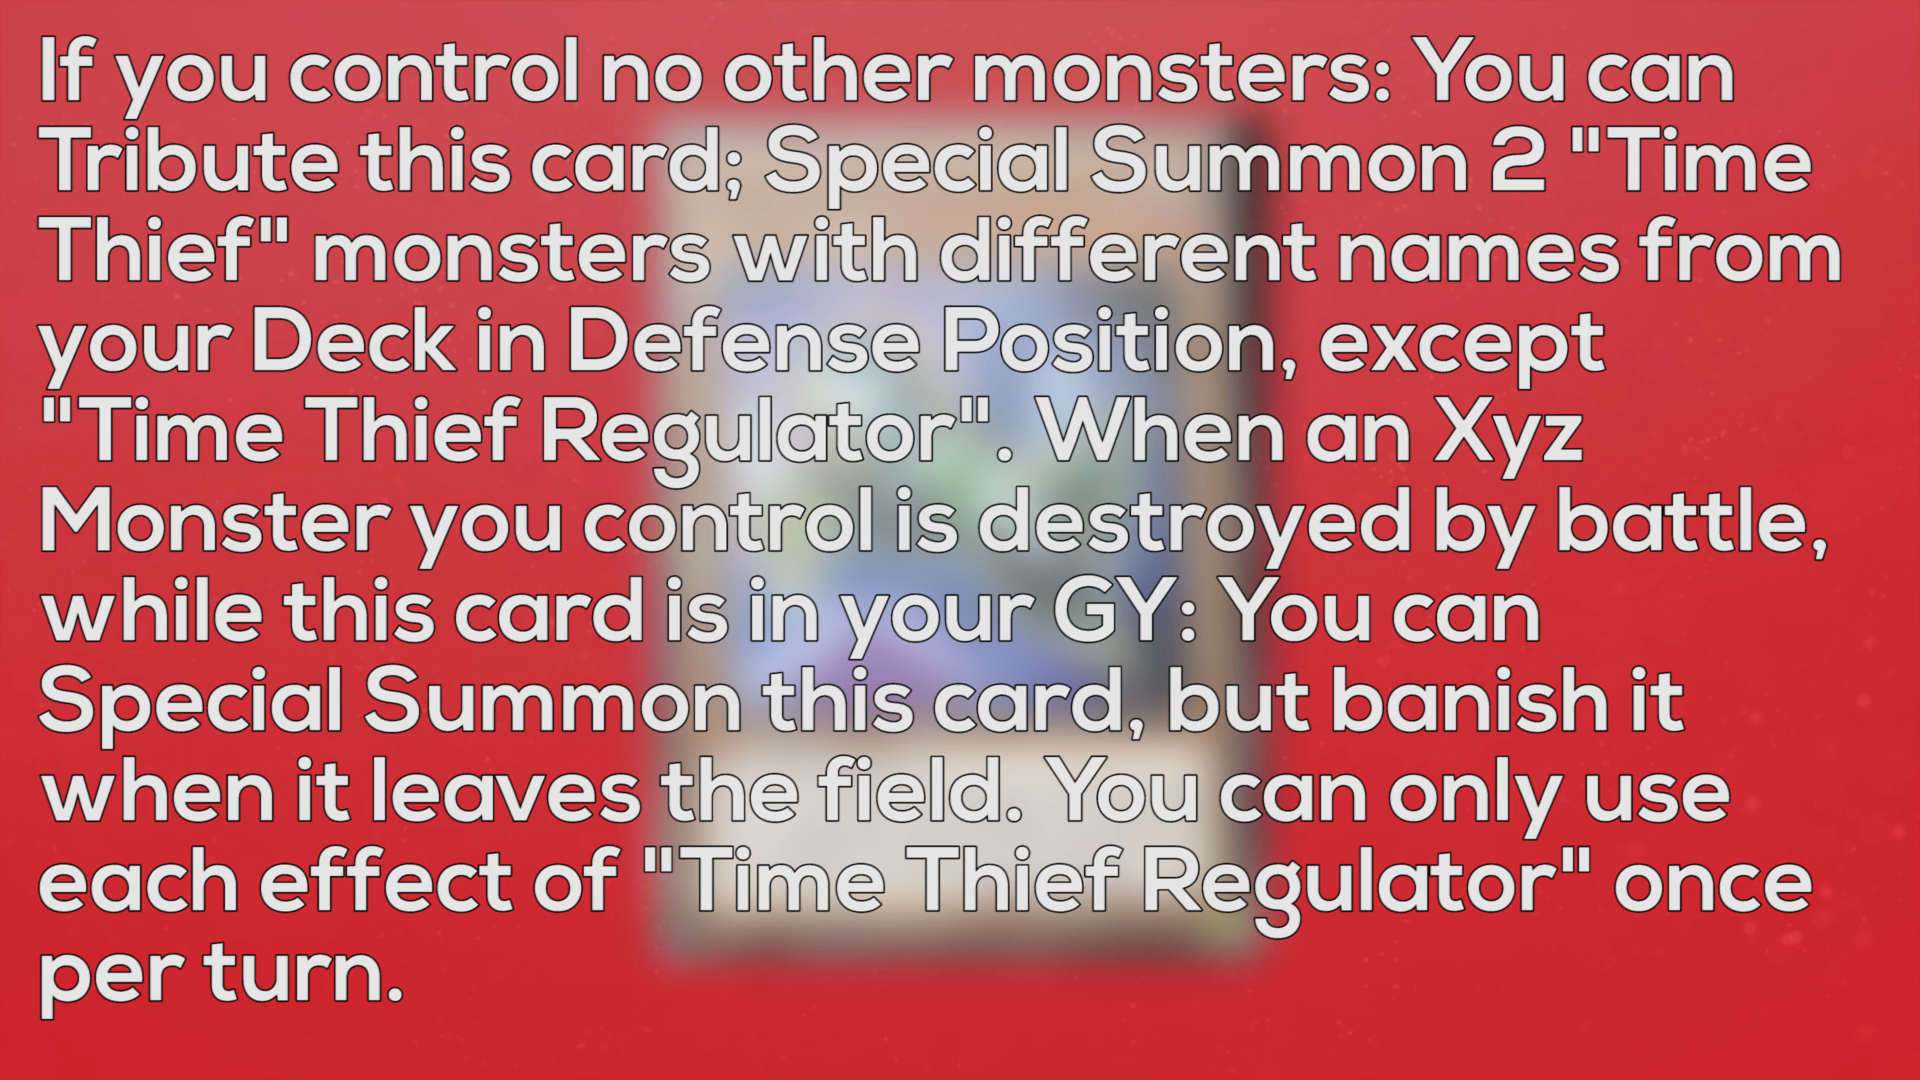 If you control no other monsters: You can
Tribute this card; Special Summon 2 "Time
Thief" monsters with different names from
your Deck in Defense Position, except
"Time Thief Regulator". When an Xyz
Monster you control is destroyed by battle,
while this card is in your GY: You can
Special Summon this card, but banish it
when it leaves the field. You can only use
each effect of "Time Thief Regulator" once
per turn.